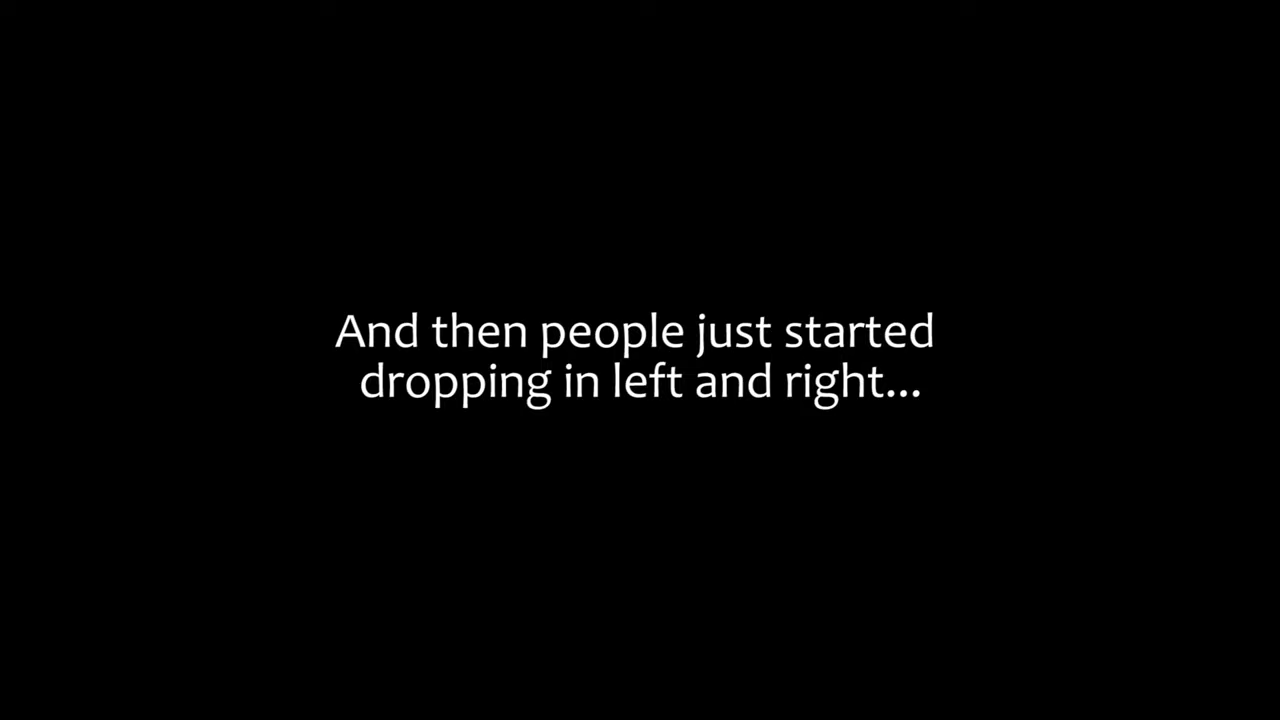 And then people just started
dropping in left and right...